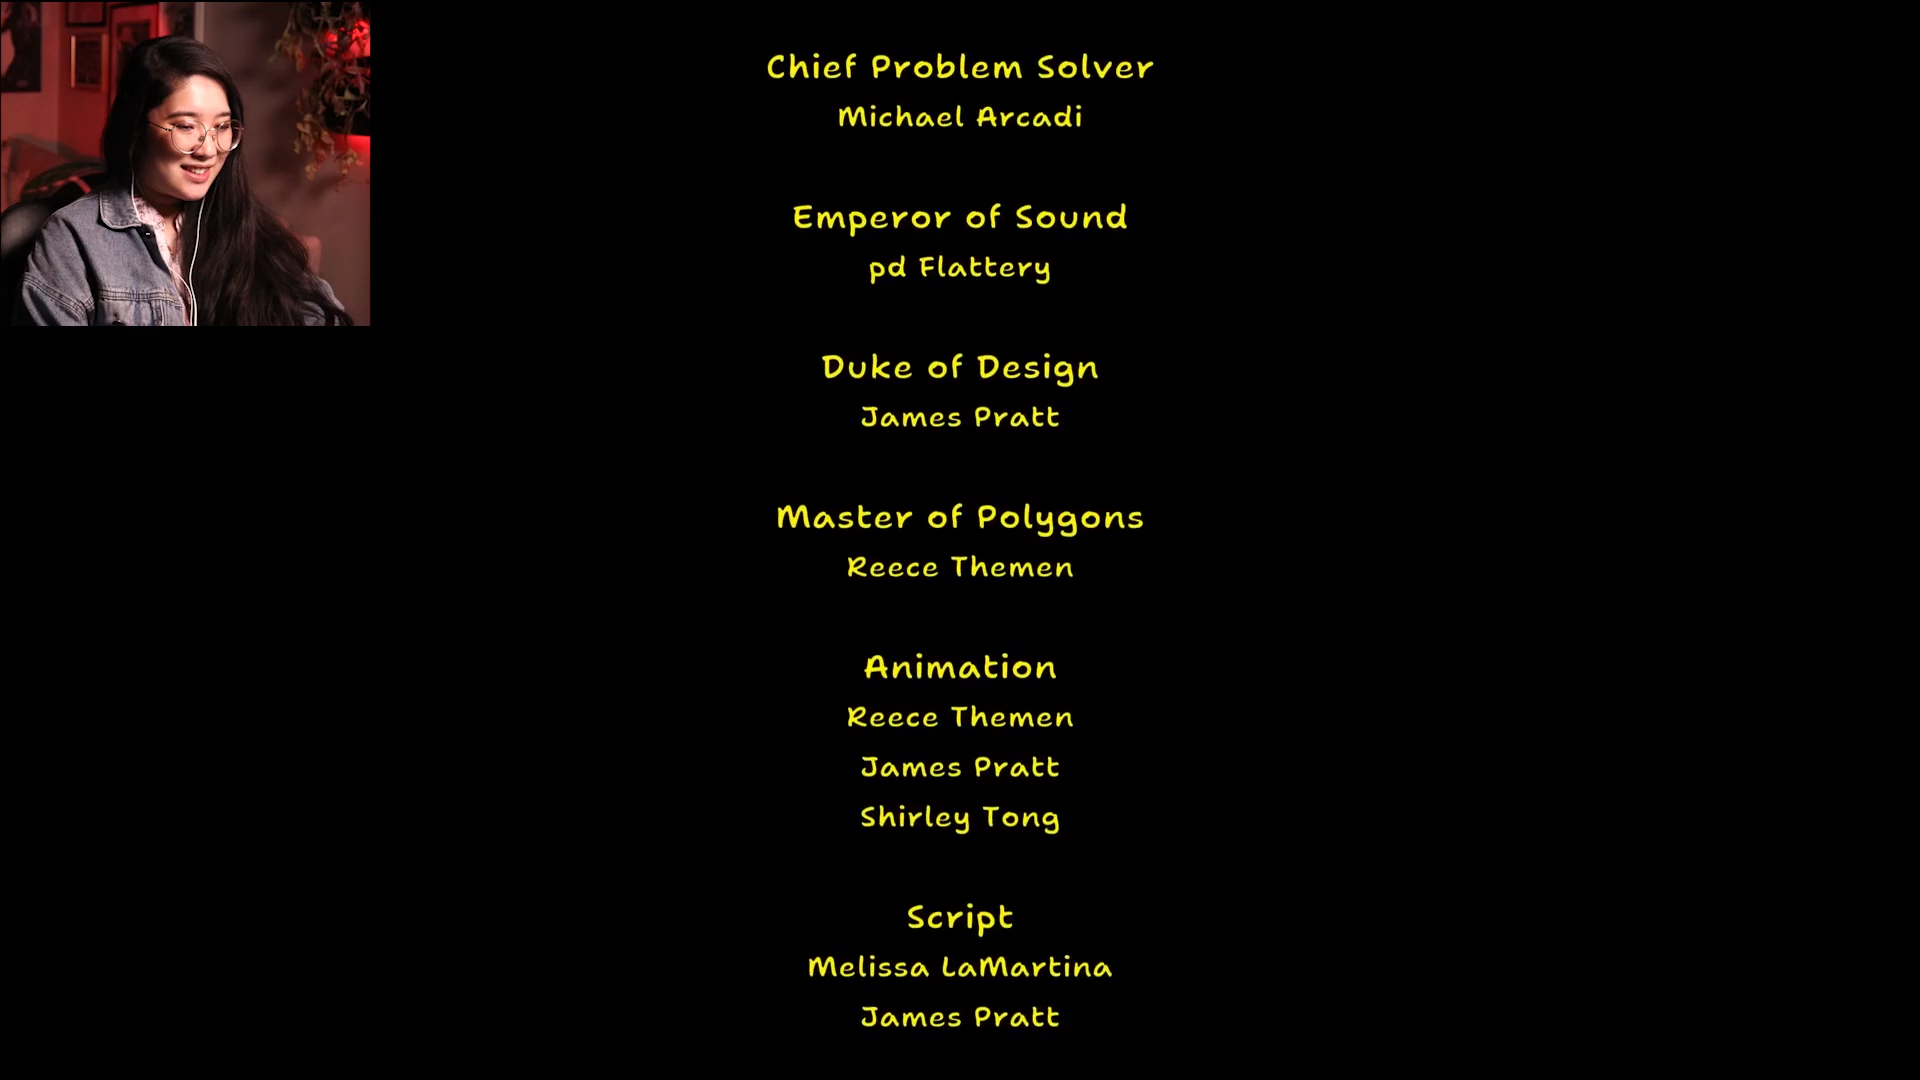 Chief Problem Solver
Michael Arcadi
Emperor of Sound
pd Flattery
Duke of Design
James Pratt
Master of Polygons
Reece Themen
Animation
Reece Themen
James Pratt
Shirley Tong
Script
Melissa LaMartina
James Pratt